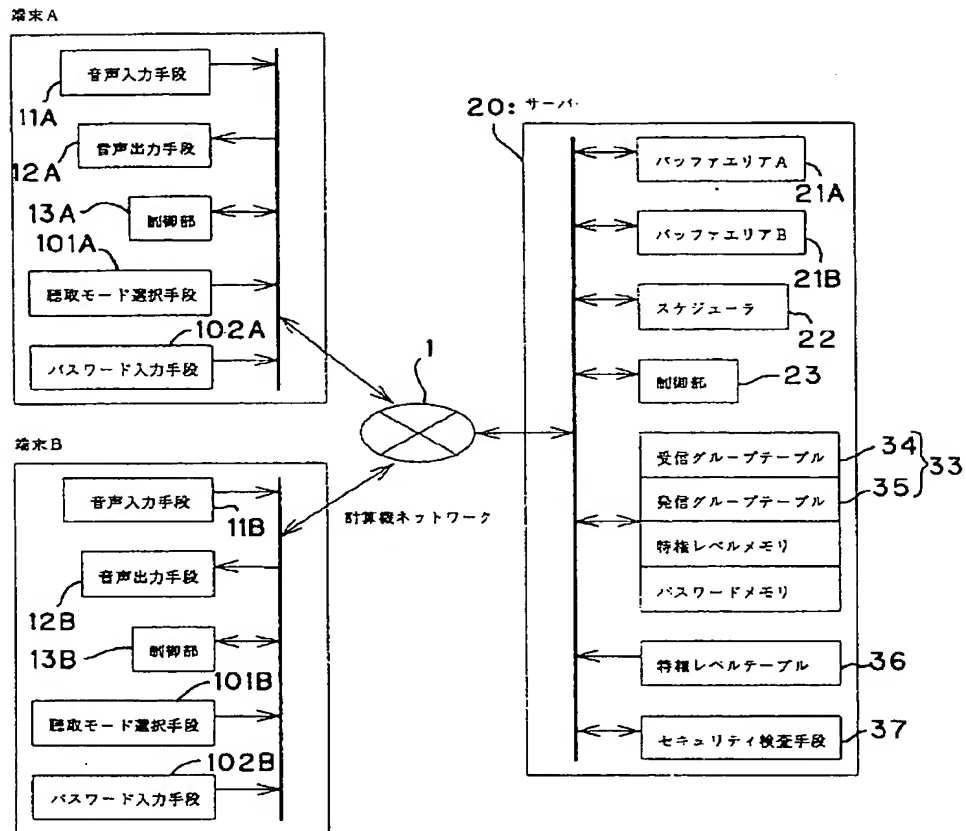 端末A
音声入力手段
11A
音声出力手段
12A
13A
制御部
101A
聴取モード選択手段
102A
パスワード入力手段
端末B
音声入力手段
11B
音声出力手段
12B
13B
制御部
101B
聴取モード選択手段
102B
パスワード入力手段
1
計算機ネットワーク
20: サーバ
バッファエリアA
21A
バッファエリアB
21B
スケジューラ
22
制御部
23
受信グループテーブル
34
発信グループテーブル
35
33
特権レベルメモリ
パスワードメモリ
特権レベルテーブル
36
セキュリティ検査手段
37